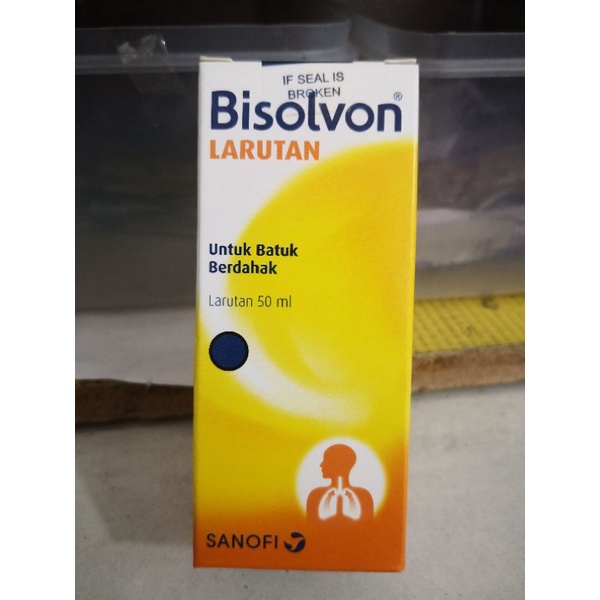 IF SEAL IS
BROKEN
Bisolvon®
LARUTAN
Untuk Batuk
Berdahak
Larutan 50 ml
SANOFI